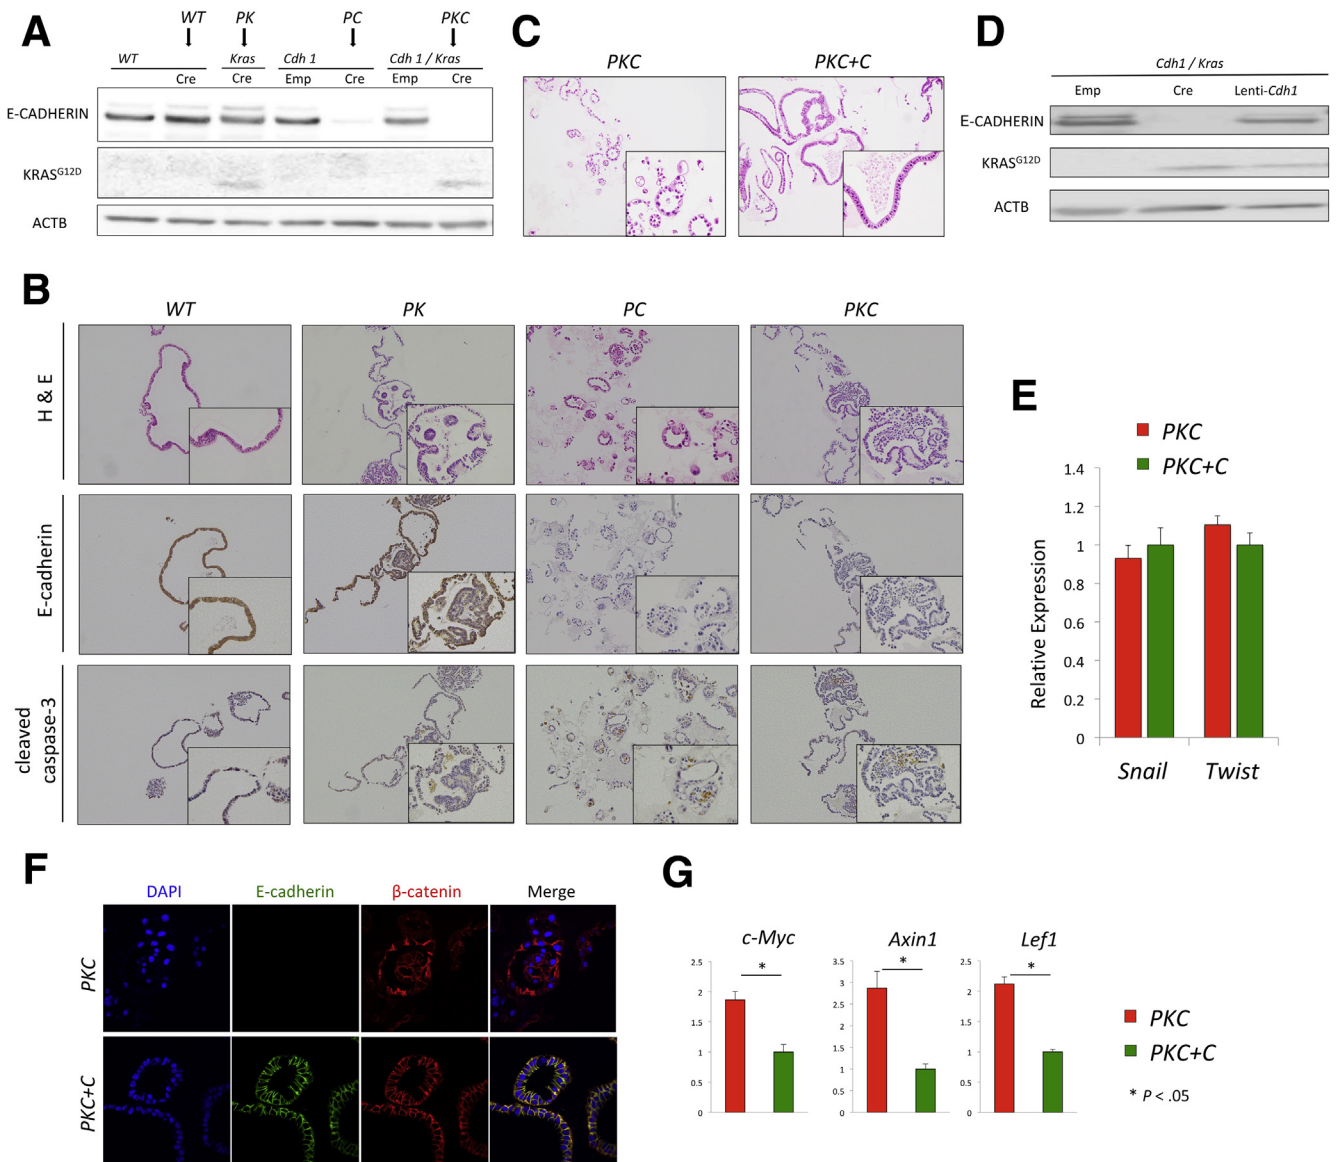 A
WT PK PC PKC
WT Kras Cdh 1 Cdh 1 / Kras
Cre Cre Emp Cre Emp Cre
E-CADHERIN
KRASG12D
ACTB
C
PKC PKC+C
D
Cdh1 / Kras
Emp Cre Lenti-Cdh1
E-CADHERIN
KRASG12D
ACTB
B
WT PK PC PKC
H & E
E-cadherin
cleaved
caspase-3
E
PKC
PKC+C
Relative Expression
1.4
1.2
1
0.8
0.6
0.4
0.2
0
Snail Twist
F
DAPI E-cadherin β-catenin Merge
PKC
PKC+C
G
c-Myc
*
2.5
2
1.5
1
0.5
0
Axin1
*
3.5
3
2.5
2
1.5
1
0.5
0
Lef1
*
2.5
2
1.5
1
0.5
0
PKC
PKC+C
* P < .05